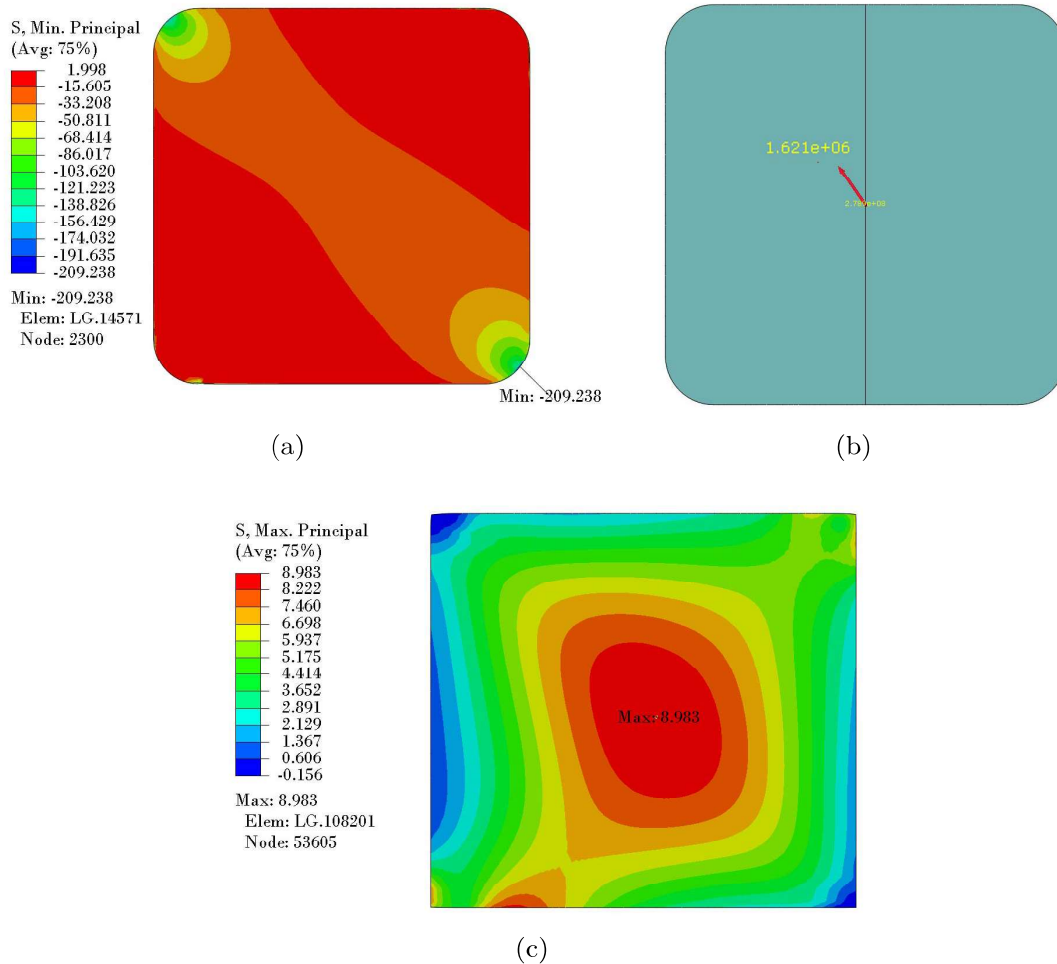 S, Min. Principal
(Avg: 75%)
1.998
-15.605
-33.208
-50.811
-68.414
-86.017
-103.620
-121.223
-138.826
-156.429
-174.032
-191.635
-209.238
Min: -209.238
Elem: LG.14571
Node: 2300
Min: -209.238
(a)
1.621e+06
(b)
S, Max. Principal
(Avg: 75%)
8.983
8.222
7.460
6.698
5.937
5.175
4.414
3.652
2.891
2.129
1.367
0.606
-0.156
Max: 8.983
Elem: LG.108201
Node: 53605
Max: 8.983
(c)